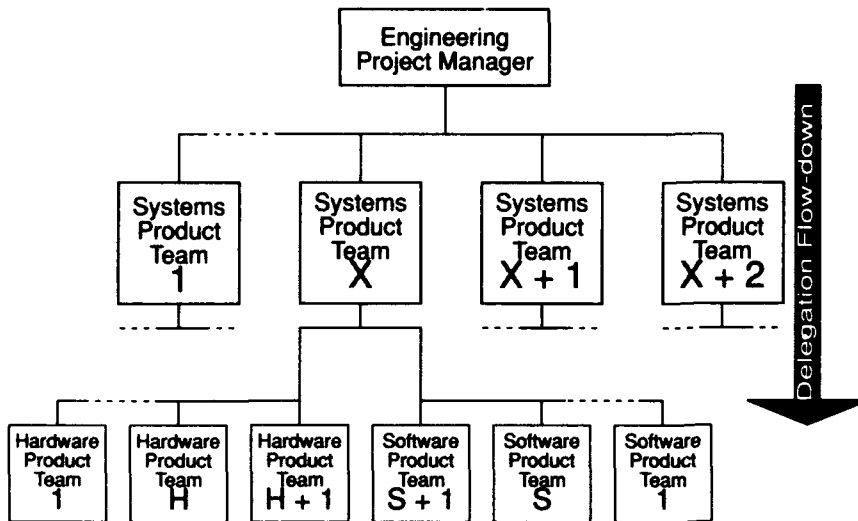 Engineering
Project Manager
Systems
Product
Team
1
Systems
Product
Team
X
Systems
Product
Team
X + 1
Systems
Product
Team
X + 2
Delegation Flow-down
Hardware
Product
Team
1
Hardware
Product
Team
H
Hardware
Product
Team
H + 1
Software
Product
Team
S + 1
Software
Product
Team
S
Software
Product
Team
1